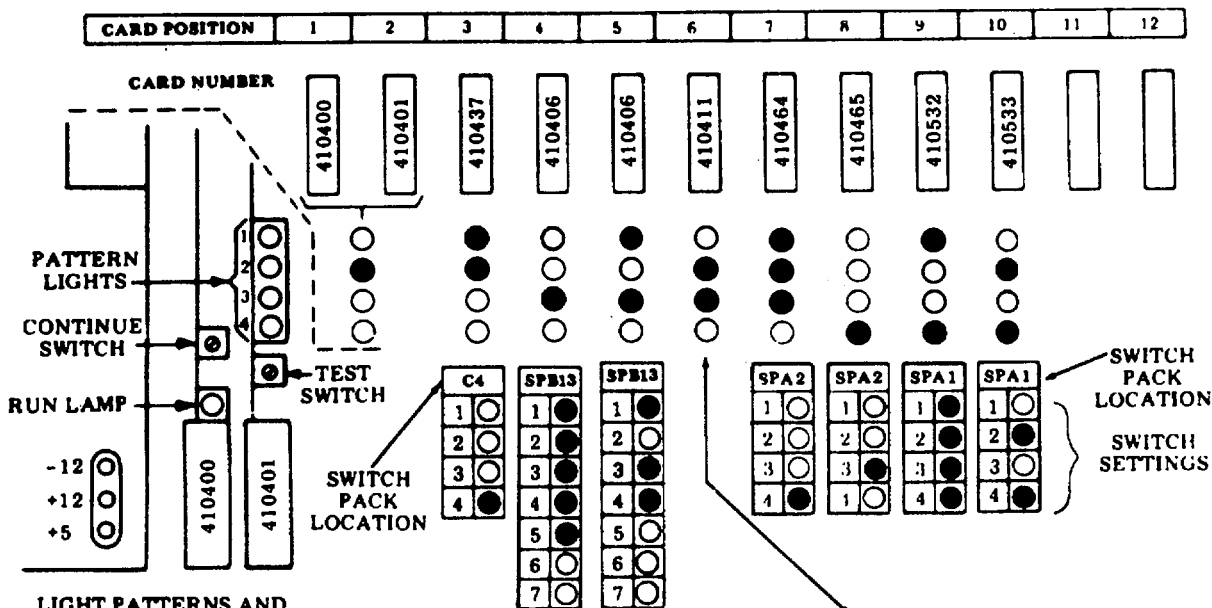 CARD POSITION 1 2 3 4 5 6 7 8 9 10 11 12
CARD NUMBER
410400 410401 410437 410406 410406 410411 410464 410465 410532 410533
PATTERN LIGHTS
1
2
3
4
CONTINUE SWITCH
TEST SWITCH
RUN LAMP
-12
+12
+5
410400
410401
SWITCH PACK LOCATION
C4
1
2
3
4
SPB13
1
2
3
4
5
6
7
SPB13
1
2
3
4
5
6
7
SPA2
1
2
3
4
SPA2
1
2
3
4
SPA1
1
2
3
4
SPA1
1
2
3
4
SWITCH PACK LOCATION
SWITCH SETTINGS
LIGHT PATTERNS AND